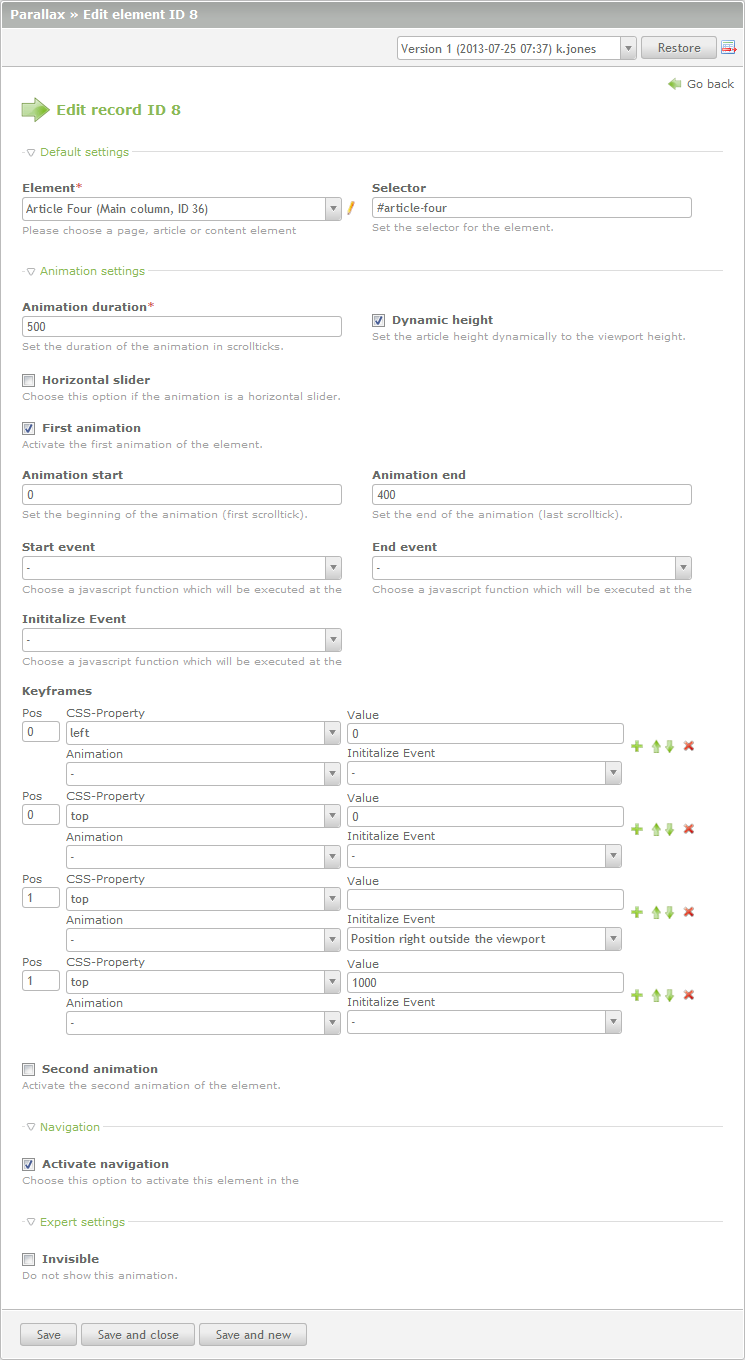 Parallax » Edit element ID 8
Version 1 (2013-07-25 07:37) k.jones Restore
Go back
Edit record ID 8
Default settings
Element* Selector
Article Four (Main column, ID 36) #article-four
Please choose a page, article or content element Set the selector for the element.
Animation settings
Animation duration*
500 Dynamic height
Set the duration of the animation in scrollticks. Set the article height dynamically to the viewport height.
Horizontal slider
Choose this option if the animation is a horizontal slider.
First animation
Activate the first animation of the element.
Animation start Animation end
0 400
Set the beginning of the animation (first scrolltick). Set the end of the animation (last scrolltick).
Start event End event
- -
Choose a javascript function which will be executed at the Choose a javascript function which will be executed at the
Inititalize Event
-
Choose a javascript function which will be executed at the
Keyframes
Pos CSS-Property Value
0 left 0
Animation Inititalize Event
- -
Pos CSS-Property Value
0 top 0
Animation Inititalize Event
- -
Pos CSS-Property Value
1 top
Animation Inititalize Event
- Position right outside the viewport
Pos CSS-Property Value
1 top 1000
Animation Inititalize Event
- -
Second animation
Activate the second animation of the element.
Navigation
Activate navigation
Choose this option to activate this element in the
Expert settings
Invisible
Do not show this animation.
Save Save and close Save and new